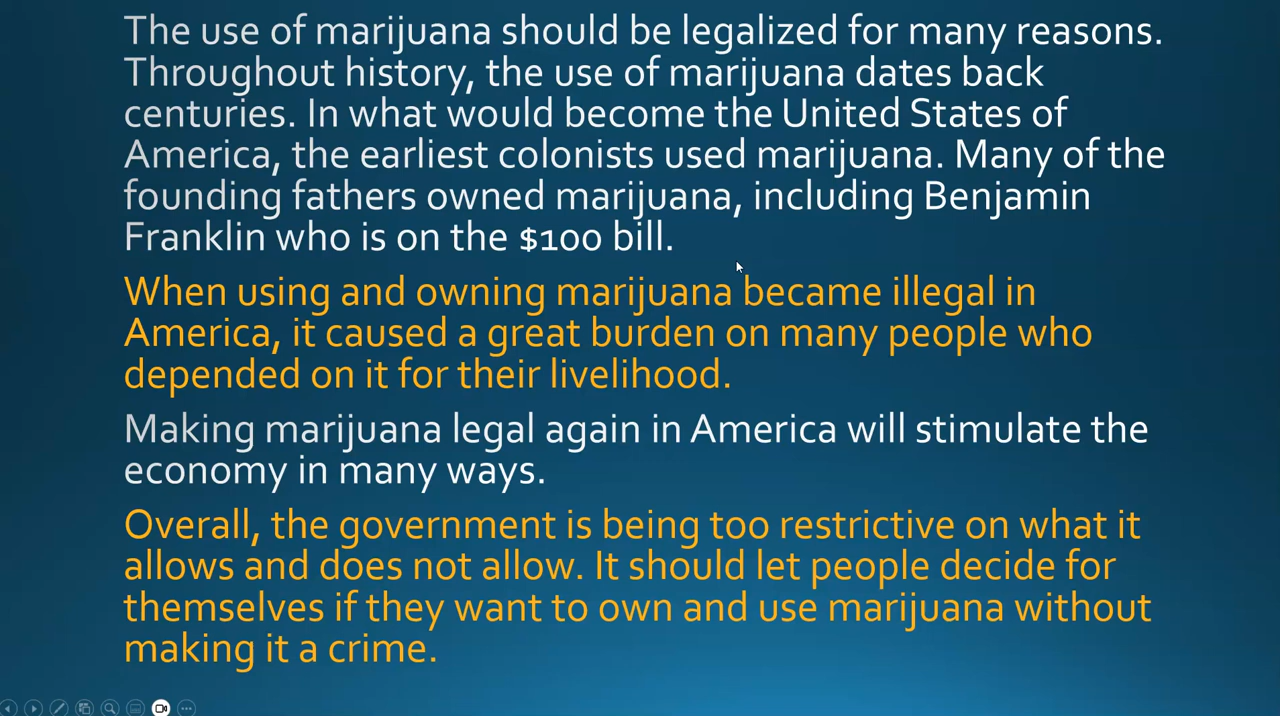 The use of marijuana should be legalized for many reasons.
Throughout history, the use of marijuana dates back
centuries. In what would become the United States of
America, the earliest colonists used marijuana. Many of the
founding fathers owned marijuana, including Benjamin
Franklin who is on the $100 bill.
When using and owning marijuana became illegal in
America, it caused a great burden on many people who
depended on it for their livelihood.
Making marijuana legal again in America will stimulate the
economy in many ways.
Overall, the government is being too restrictive on what it
allows and does not allow. It should let people decide for
themselves if they want to own and use marijuana without
making it a crime.